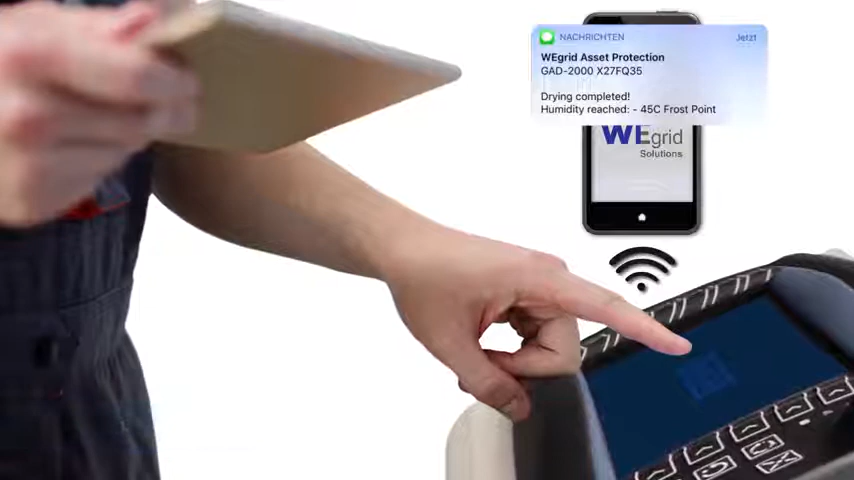 NACHRICHTEN Jetzt
WEgrid Asset Protection
GAD-2000 X27FQ35
Drying completed!
Humidity reached: - 45C Frost Point
WEgrid
Solutions